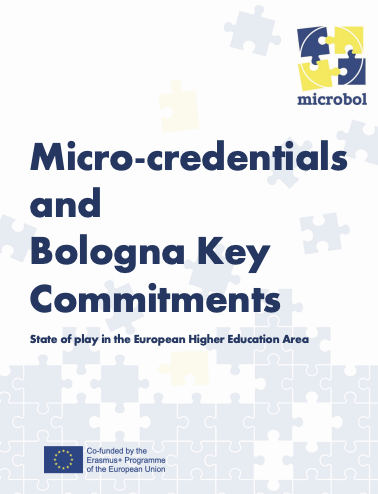 microbol
Micro-credentials
and
Bologna Key
Commitments
State of play in the European Higher Education Area
Co-funded by the
Erasmus+ Programme
of the European Union